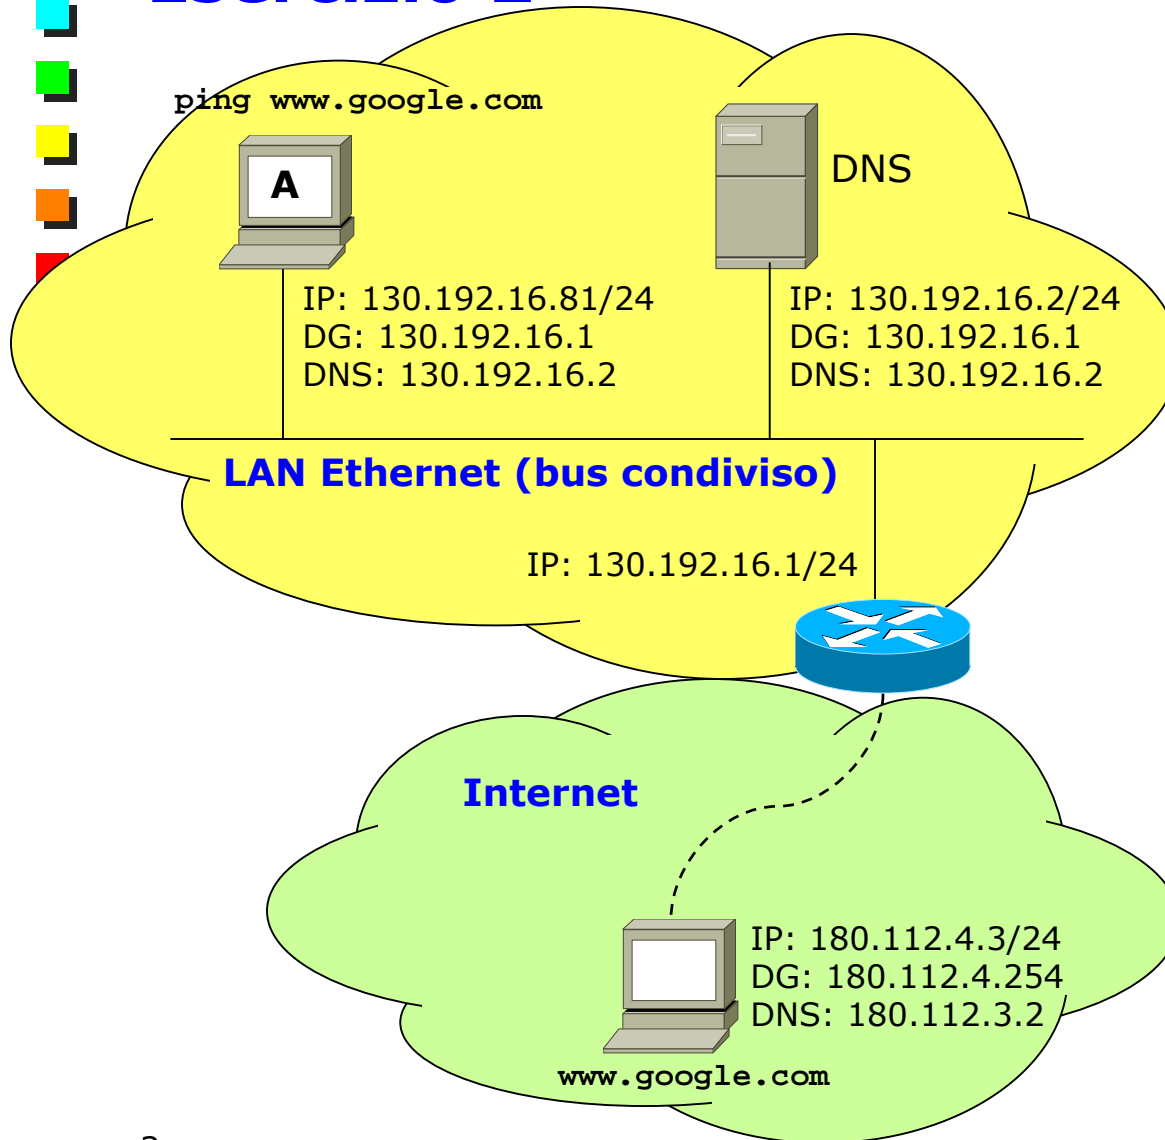 ping www.google.com
A
DNS
IP: 130.192.16.81/24
DG: 130.192.16.1
DNS: 130.192.16.2
IP: 130.192.16.2/24
DG: 130.192.16.1
DNS: 130.192.16.2
LAN Ethernet (bus condiviso)
IP: 130.192.16.1/24
Internet
IP: 180.112.4.3/24
DG: 180.112.4.254
DNS: 180.112.3.2
www.google.com